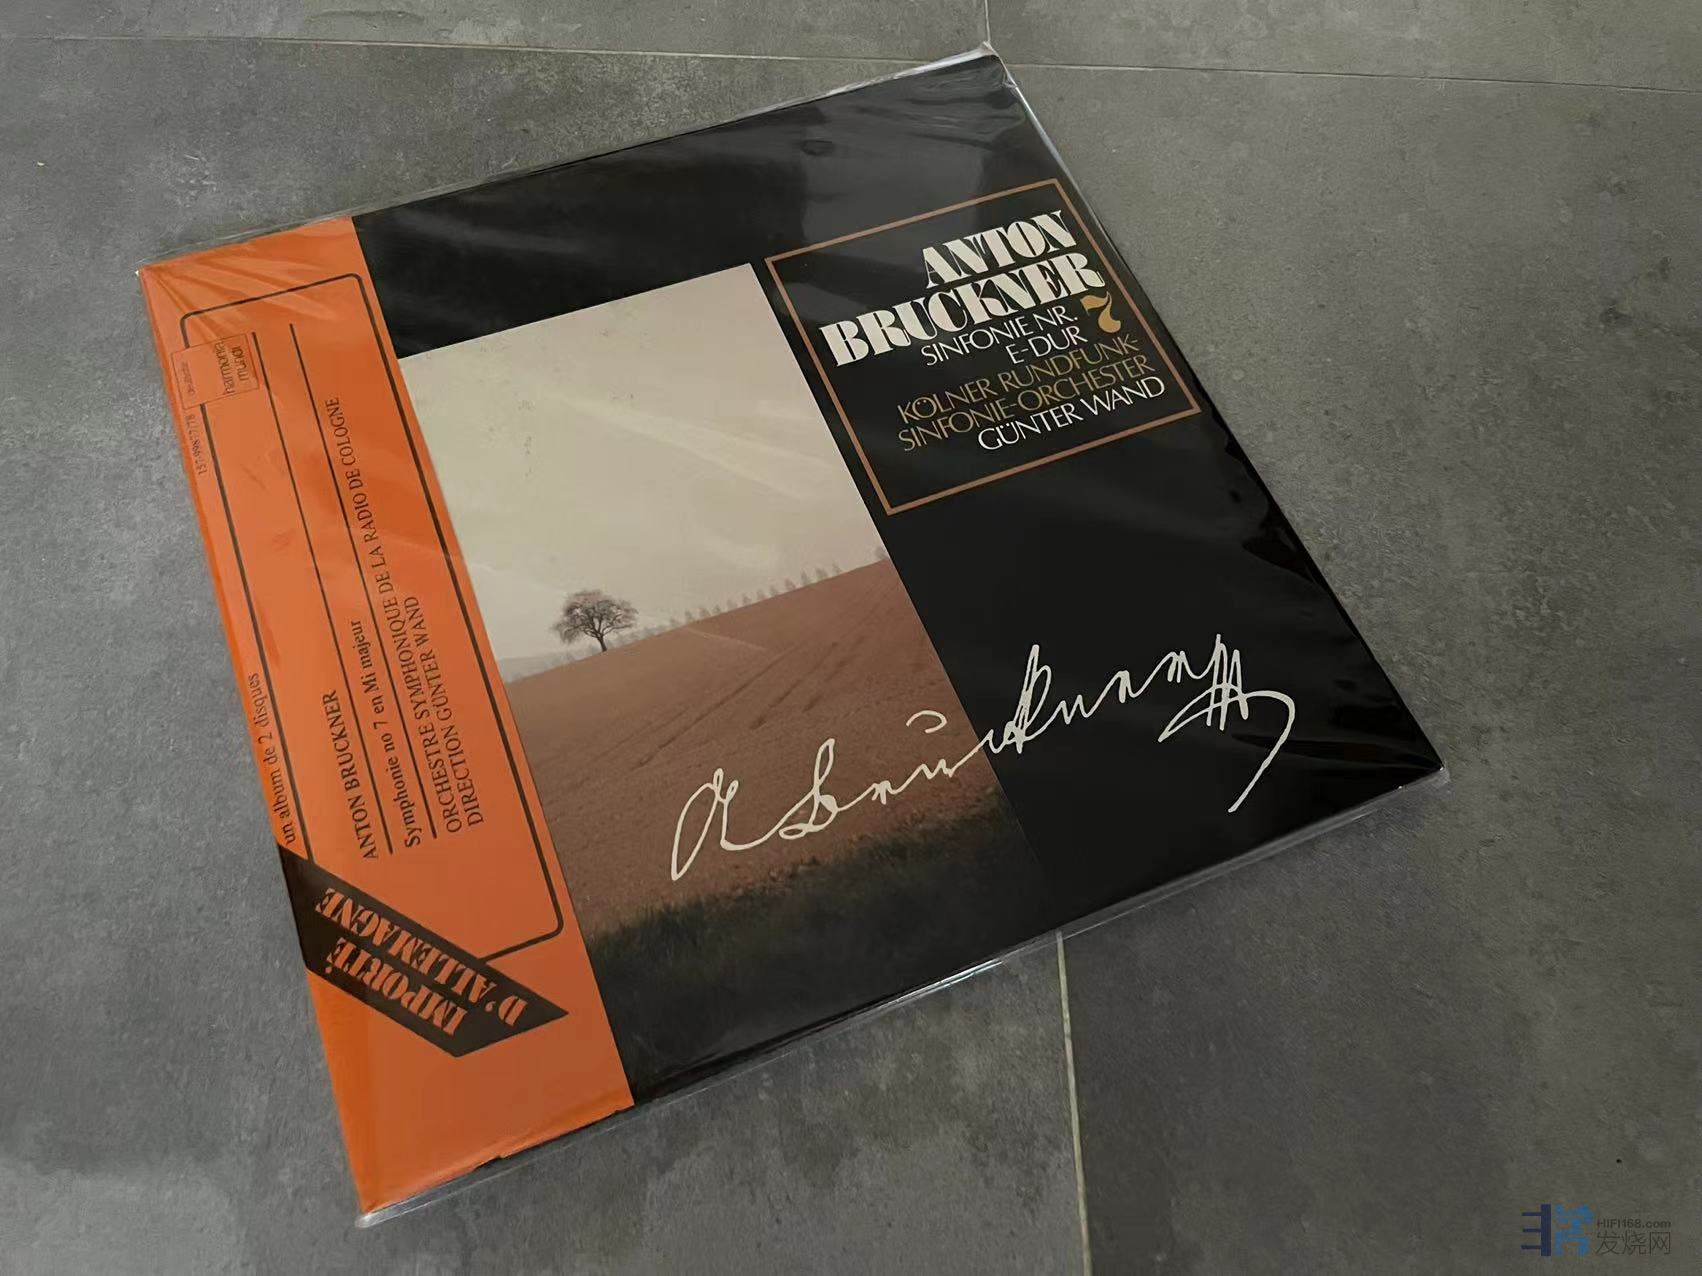 ANTON
BRUCKNER
SINFONIE NR. 7
E-DUR
KÖLNER RUNDFUNK-
SINFONIE-ORCHESTER
GÜNTER WAND
deutsche
harmonia
mundi
un album de 2 disques
ANTON BRUCKNER
Symphonie no 7 en Mi majeur
ORCHESTRE SYMPHONIQUE DE LA RADIO DE COLOGNE
DIRECTION GÜNTER WAND
IMPORTÉ
D'ALLEMAGNE
HIFI168.com
发烧网